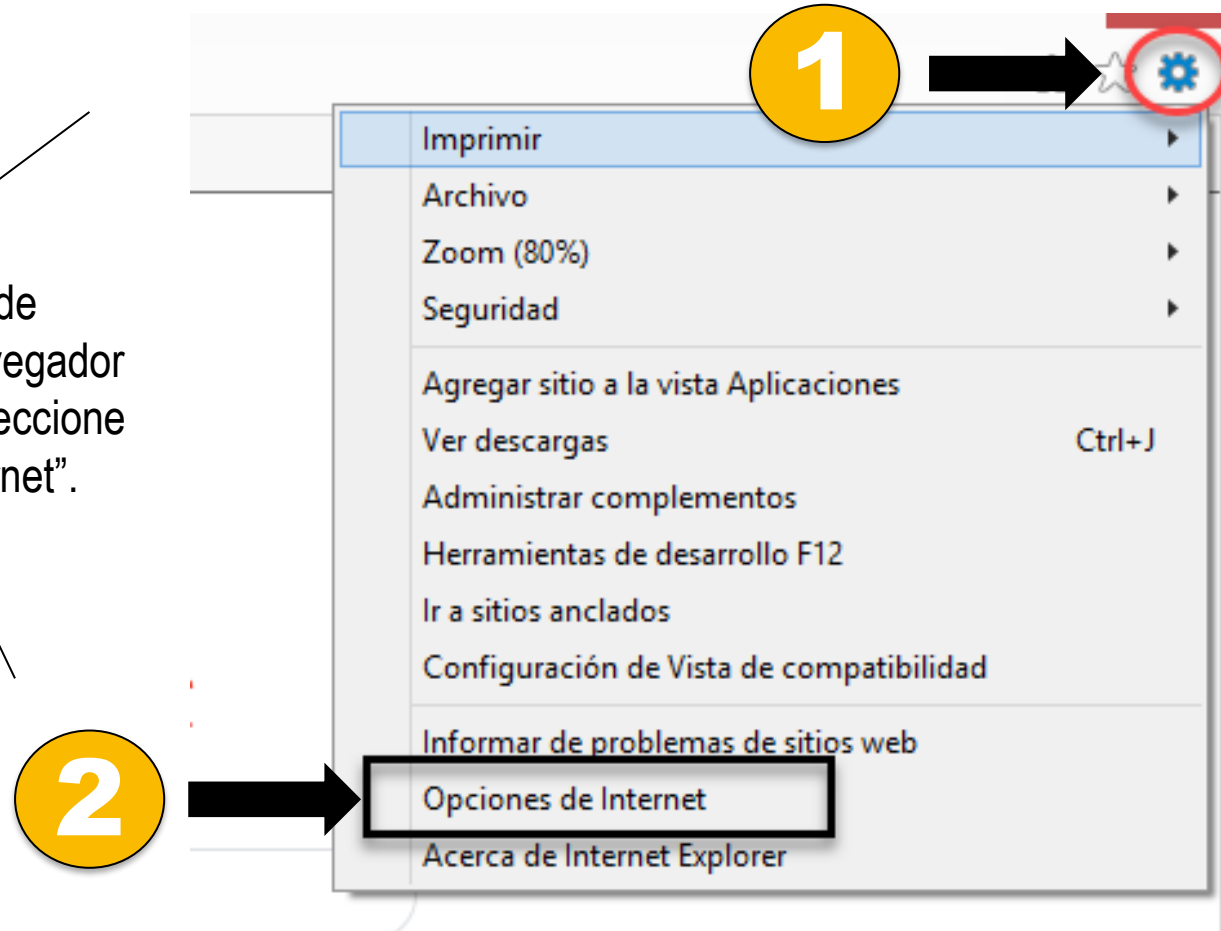 1
Imprimir
Archivo
Zoom (80%)
Seguridad
de
vegador
eccione
net”.
Agregar sitio a la vista Aplicaciones
Ver descargas Ctrl+J
Administrar complementos
Herramientas de desarrollo F12
Ir a sitios anclados
Configuración de Vista de compatibilidad
Informar de problemas de sitios web
2
Opciones de Internet
Acerca de Internet Explorer